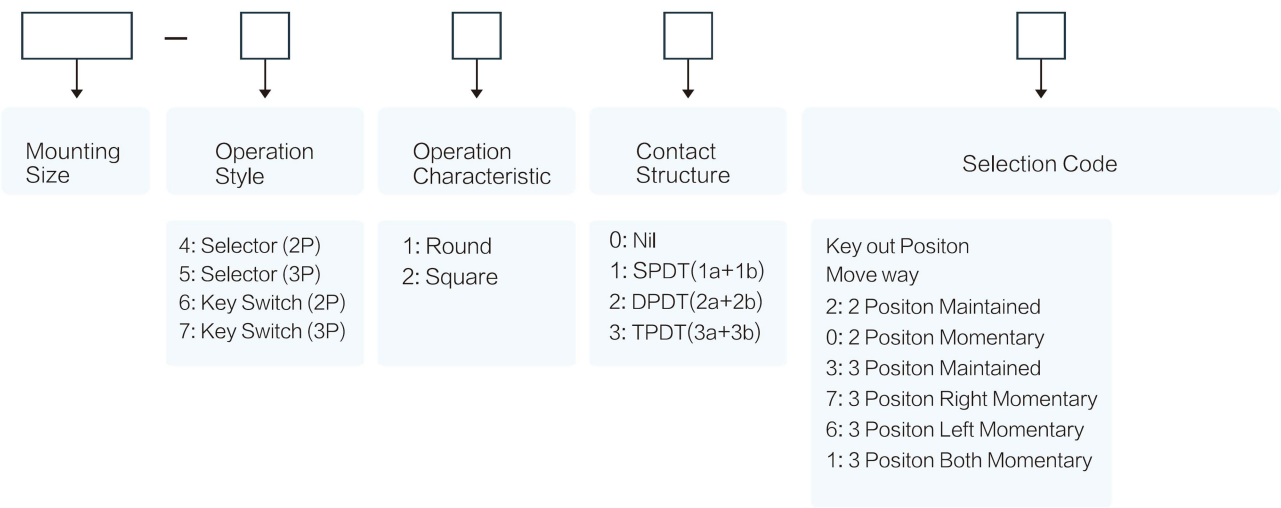 –
Mounting
Size
Operation
Style
Operation
Characteristic
Contact
Structure
Selection Code
4: Selector (2P)
5: Selector (3P)
6: Key Switch (2P)
7: Key Switch (3P)
1: Round
2: Square
0: Nil
1: SPDT(1a+1b)
2: DPDT(2a+2b)
3: TPDT(3a+3b)
Key out Positon
Move way
2: 2 Positon Maintained
0: 2 Positon Momentary
3: 3 Positon Maintained
7: 3 Positon Right Momentary
6: 3 Positon Left Momentary
1: 3 Positon Both Momentary